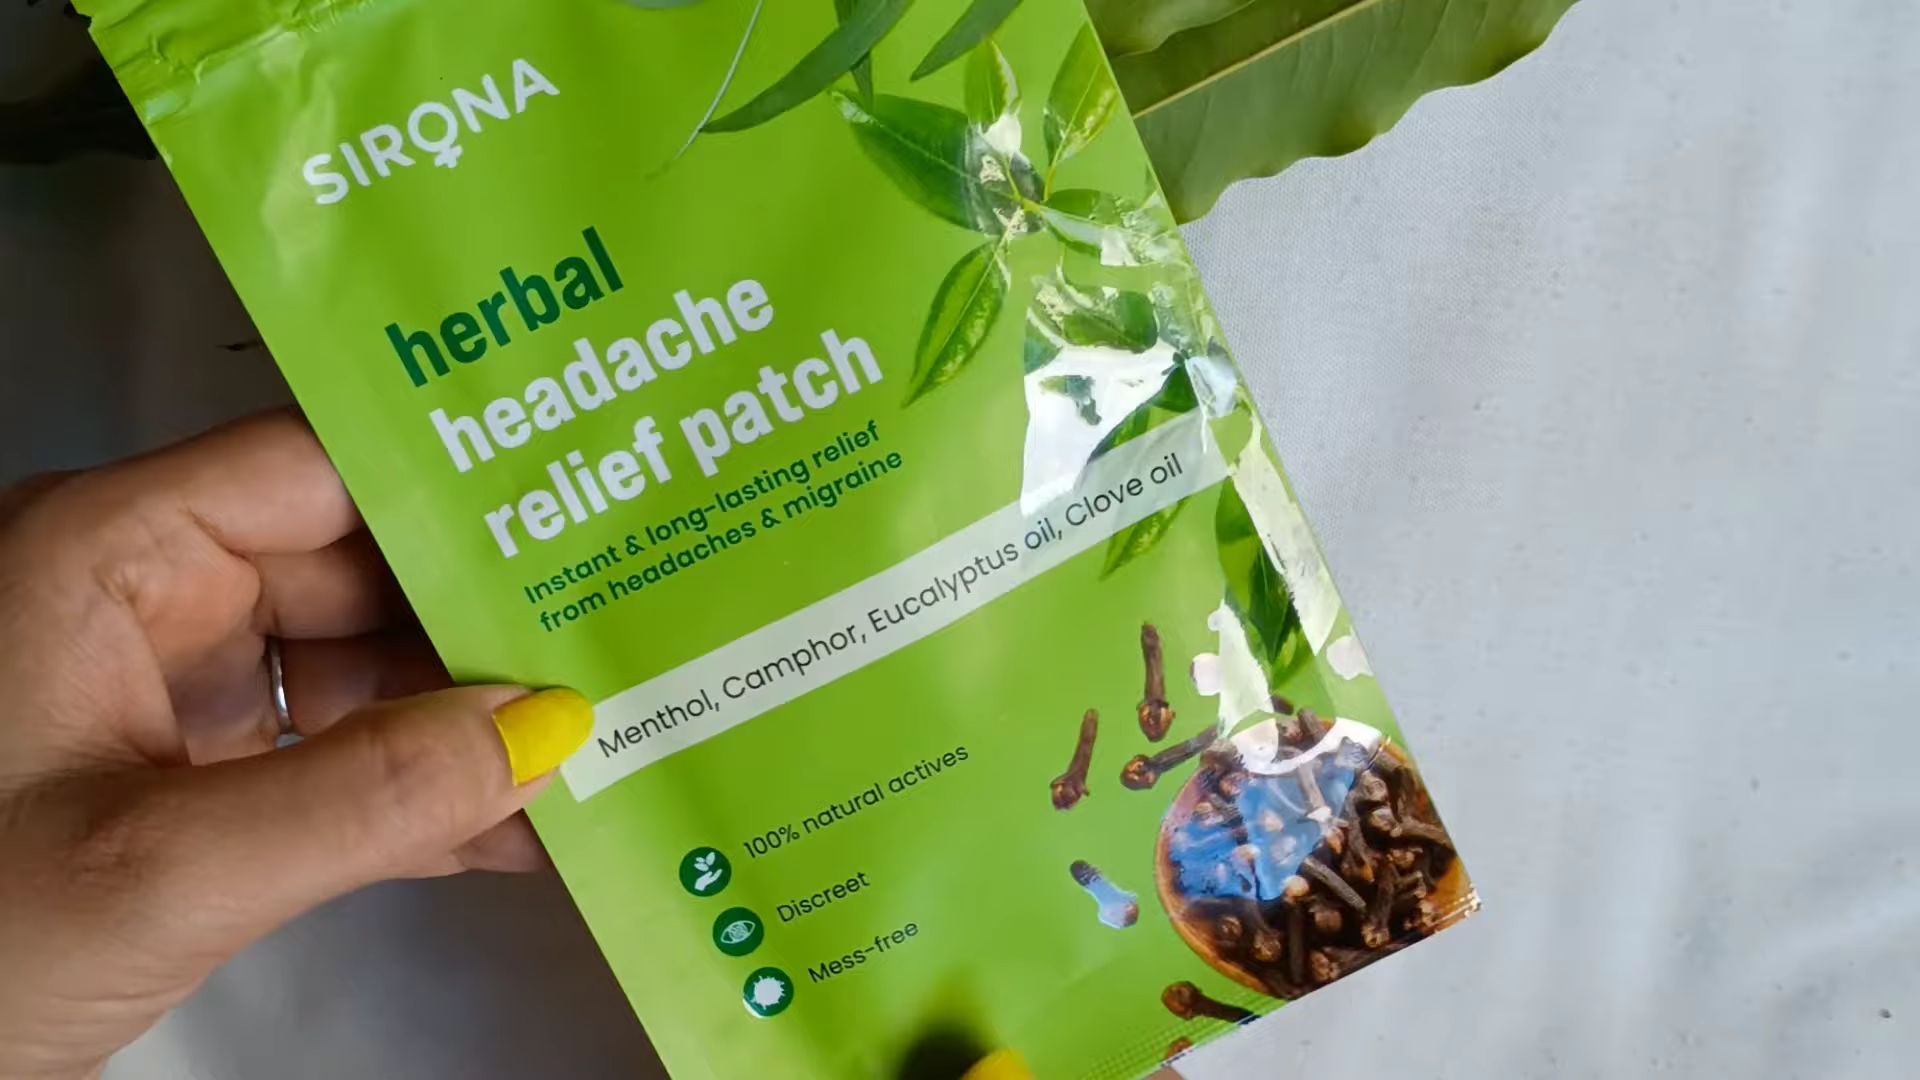 SIRONA
herbal
headache
relief patch
Instant & long-lasting relief
from headaches & migraine
Menthol, Camphor, Eucalyptus oil, Clove oil
100% natural actives
Discreet
Mess-free